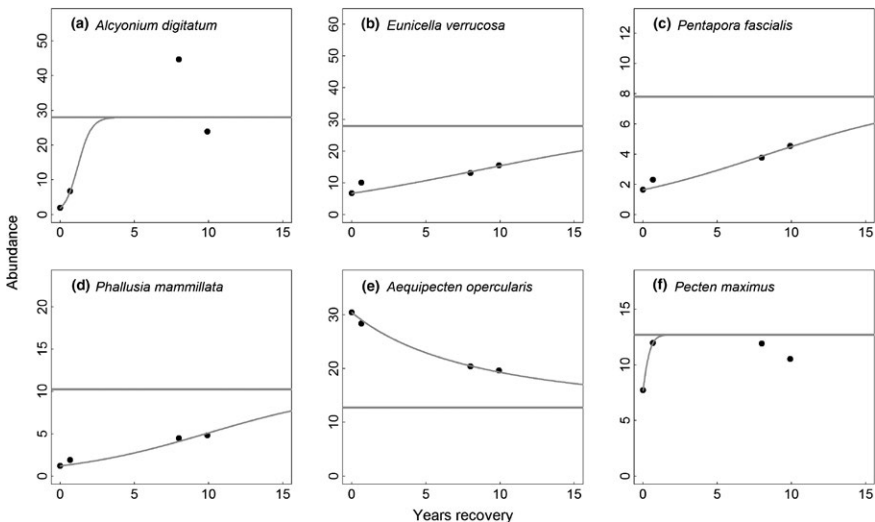 (a) Alcyonium digitatum
(b) Eunicella verrucosa
(c) Pentapora fascialis
50
40
30
20
10
0
0 5 10 15
60
50
40
30
20
10
0
0 5 10 15
12
10
8
6
4
2
0
0 5 10 15
Abundance
(d) Phallusia mammillata
(e) Aequipecten opercularis
(f) Pecten maximus
20
15
10
5
0
0 5 10 15
30
20
10
0
0 5 10 15
15
10
5
0
0 5 10 15
Years recovery